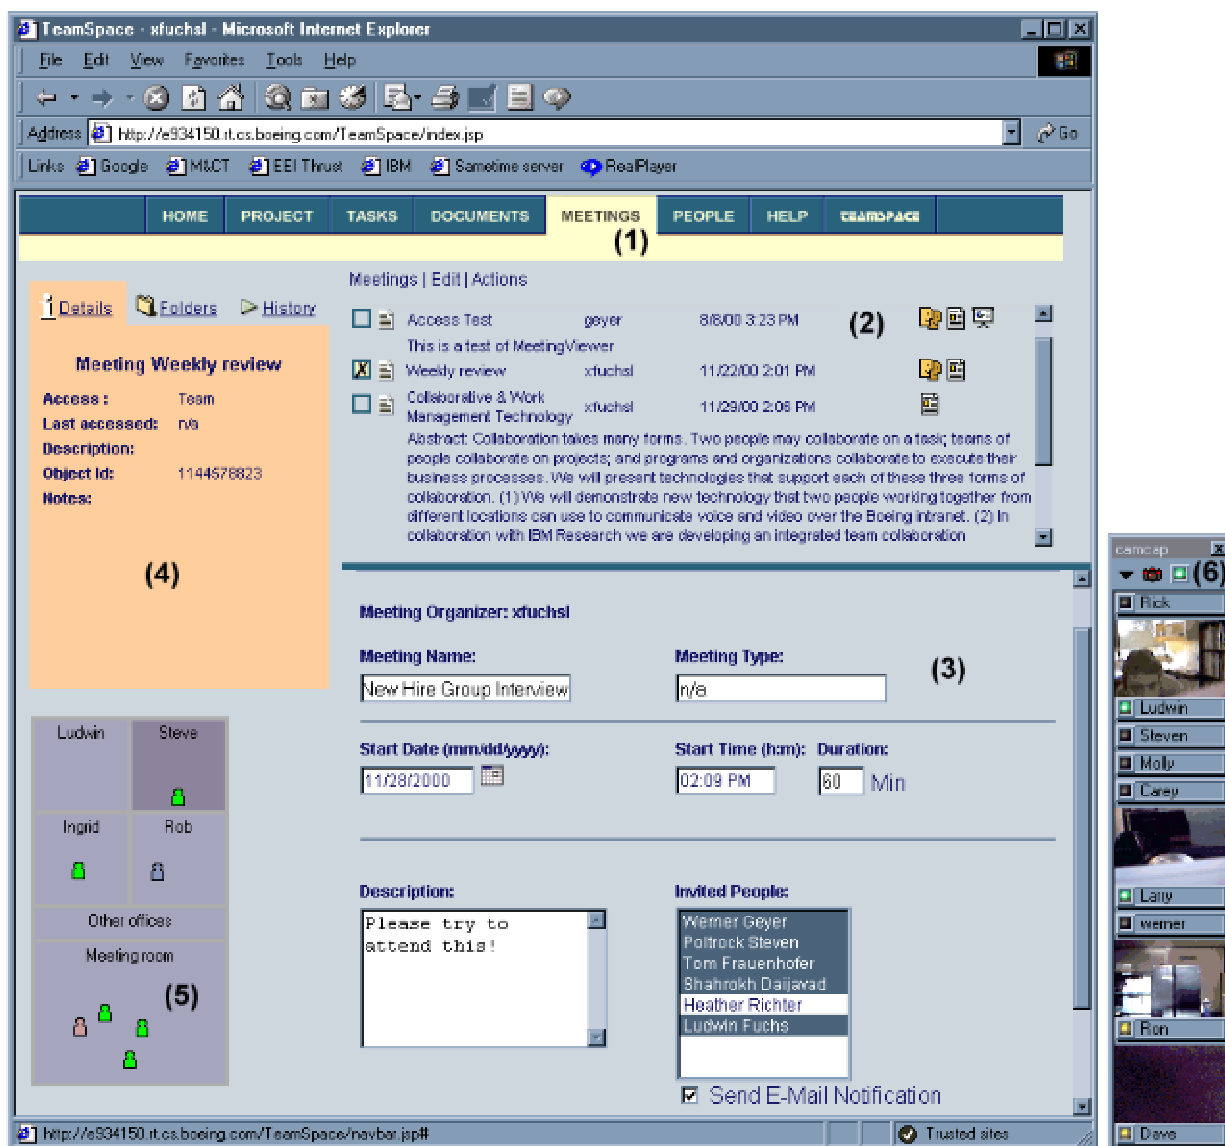 TeamSpace - xfuchsl - Microsoft Internet Explorer
File Edit View Favorites Tools Help
Address http://e934150.rt.cs.boeing.com/TeamSpace/index.jsp Go
Links Google M&CT EEI Thrust IBM Sametime server RealPlayer
HOME PROJECT TASKS DOCUMENTS MEETINGS PEOPLE HELP TEAMSPACE
(1)
Meetings | Edit | Actions
Details Folders History
Access Test geyer 8/8/00 3:23 PM (2)
This is a test of MeetingViewer
Weekly review xfuchsl 11/22/00 2:01 PM
Collaborative & Work
Management Technology xfuchsl 11/29/00 2:06 PM
Abstract: Collaboration takes many forms. Two people may collaborate on a task; teams of
people collaborate on projects; and programs and organizations collaborate to execute their
business processes. We will present technologies that support each of these three forms of
collaboration. (1) We will demonstrate new technology that two people working together from
different locations can use to communicate voice and video over the Boeing intranet. (2) In
collaboration with IBM Research we are developing an integrated team collaboration
Meeting Weekly review
Access : Team
Last accessed: n/a
Description:
Object Id: 1144578823
Notes:
(4)
Meeting Organizer: xfuchsl
Meeting Name: Meeting Type:
New Hire Group Interview n/a
(3)
Start Date (mm/dd/yyyy): Start Time (h:m): Duration:
11/28/2000 02:09 PM 60 Min
Description: Invited People:
Please try to
attend this!
Werner Geyer
Poltrock Steven
Tom Frauenhofer
Shahrokh Daijavad
Heather Richter
Ludwin Fuchs
Send E-Mail Notification
Ludwin Steve
Ingrid Rob
Other offices
Meeting room
(5)
http://e934150.rt.cs.boeing.com/TeamSpace/navbar.jsp# Trusted sites
camcap
(6)
Rick
Ludwin
Steven
Molly
Carey
Larry
werner
Ron
Dave